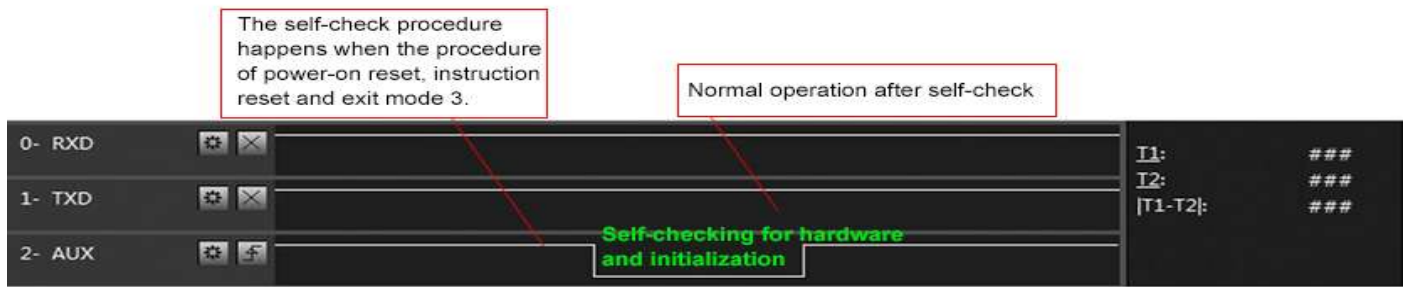 The self-check procedure
happens when the procedure
of power-on reset, instruction
reset and exit mode 3.
Normal operation after self-check
0- RXD
T1: ###
1- TXD
T2: ###
|T1-T2|: ###
2- AUX
Self-checking for hardware
and initialization